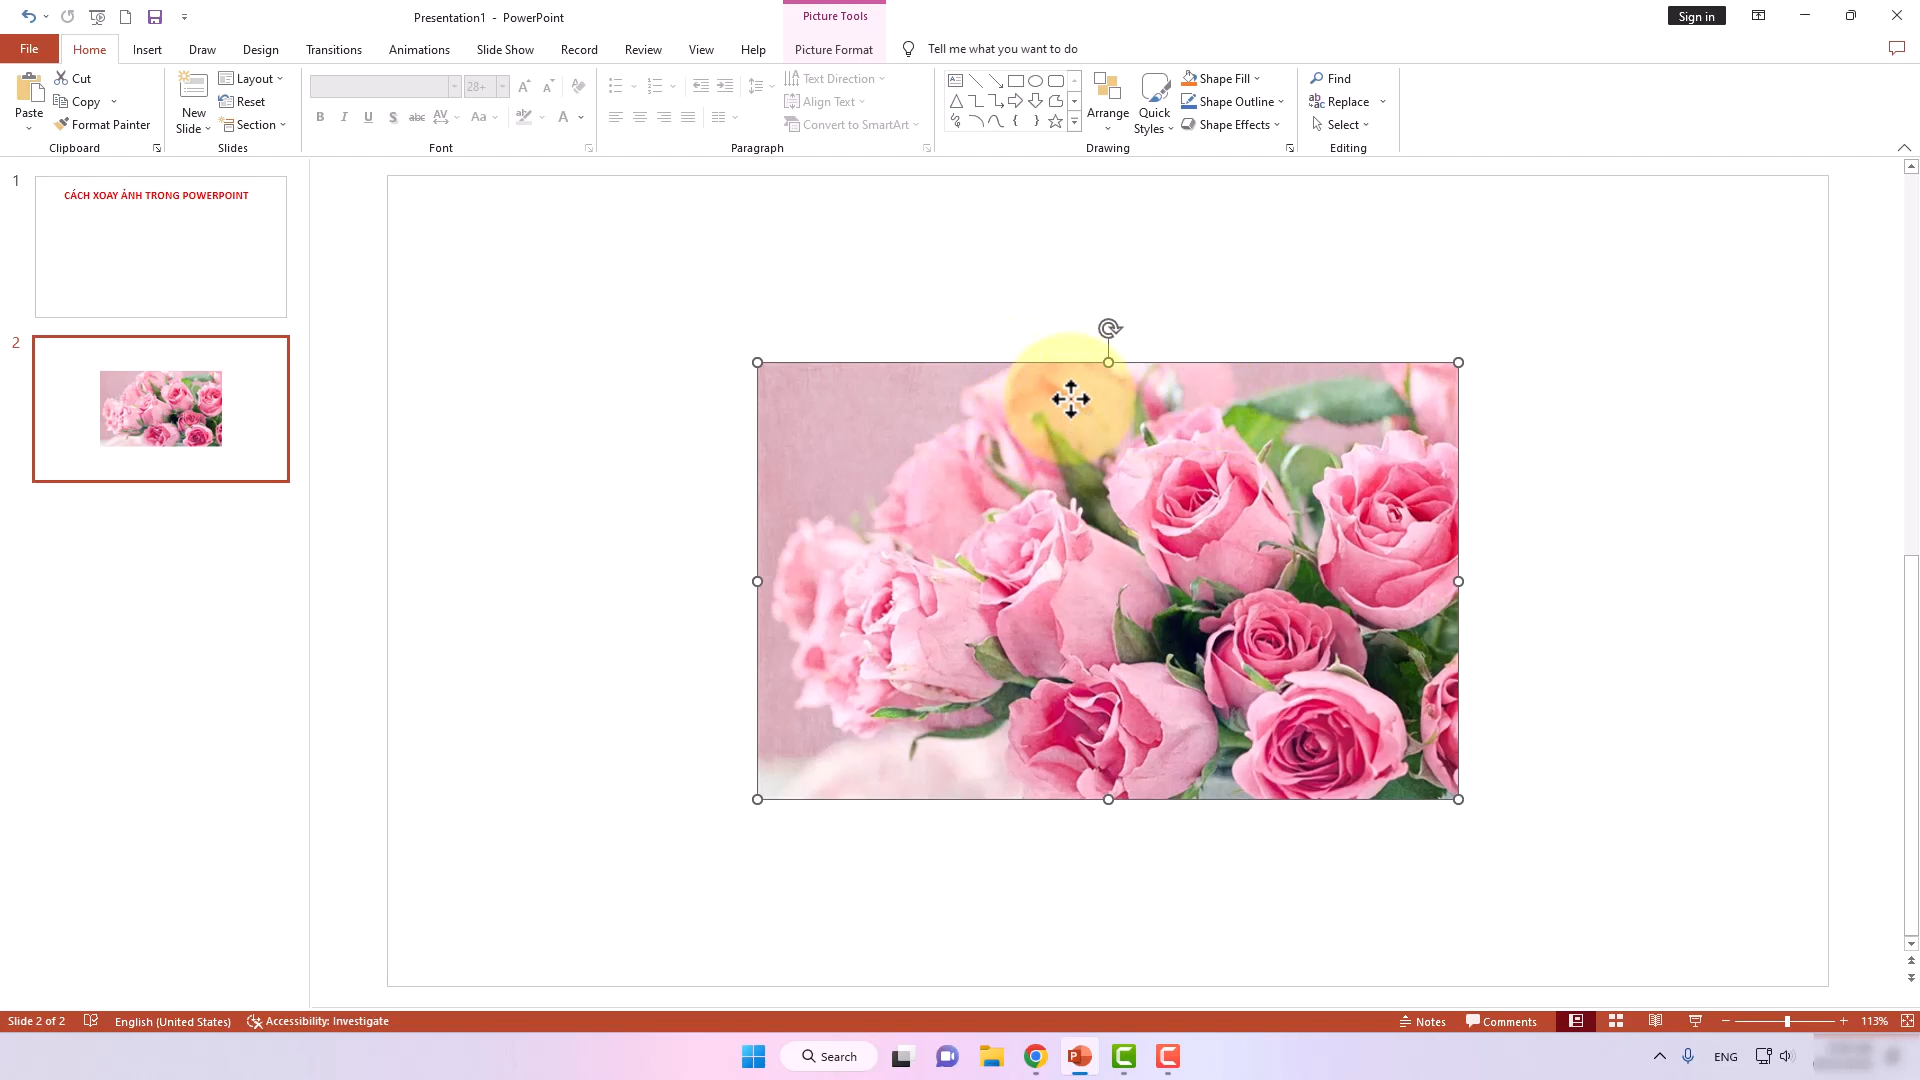 Presentation1 - PowerPoint
Picture Tools
Sign in
File
Home
Insert
Draw
Design
Transitions
Animations
Slide Show
Record
Review
View
Help
Picture Format
Tell me what you want to do
Paste
Cut
Copy
Format Painter
Clipboard
New
Slide
Layout
Reset
Section
Slides
28+
B I U S abc AV Aa A
Font
Text Direction
Align Text
Convert to SmartArt
Paragraph
Arrange
Quick
Styles
Shape Fill
Shape Outline
Shape Effects
Drawing
Find
Replace
Select
Editing
1
CÁCH XOAY ẢNH TRONG POWERPOINT
2
Slide 2 of 2
English (United States)
Accessibility: Investigate
Notes
Comments
113%
Search
ENG